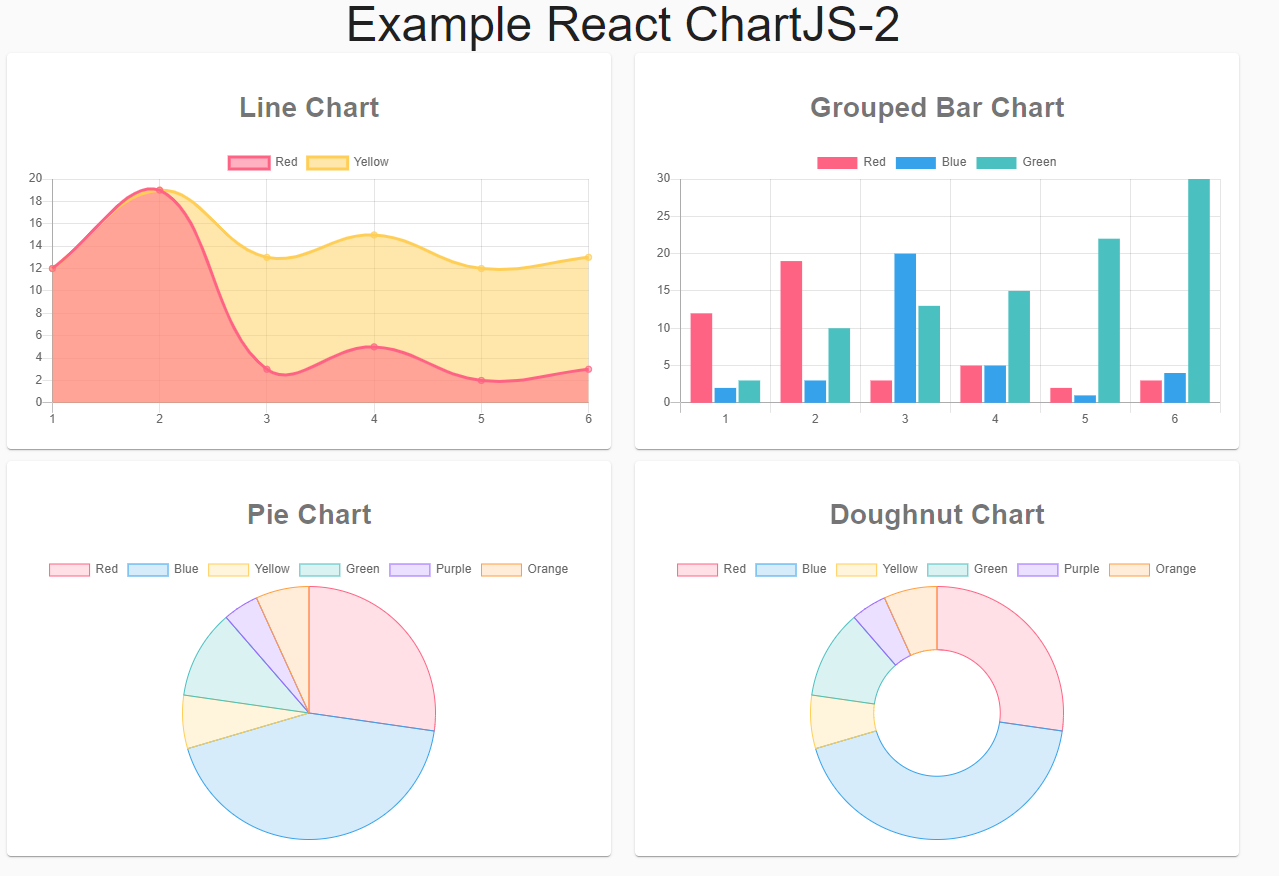 Example React ChartJS-2
Line Chart
Red Yellow
20
18
16
14
12
10
8
6
4
2
0
1 2 3 4 5 6
Grouped Bar Chart
Red Blue Green
30
25
20
15
10
5
0
1 2 3 4 5 6
Pie Chart
Red Blue Yellow Green Purple Orange
Doughnut Chart
Red Blue Yellow Green Purple Orange